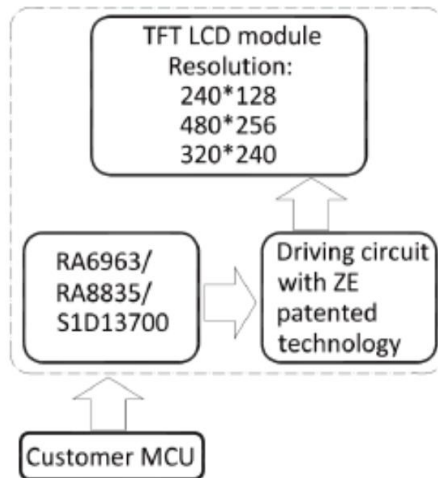 TFT LCD module
Resolution:
240*128
480*256
320*240
RA6963/
RA8835/
S1D13700
Driving circuit
with ZE
patented
technology
Customer MCU